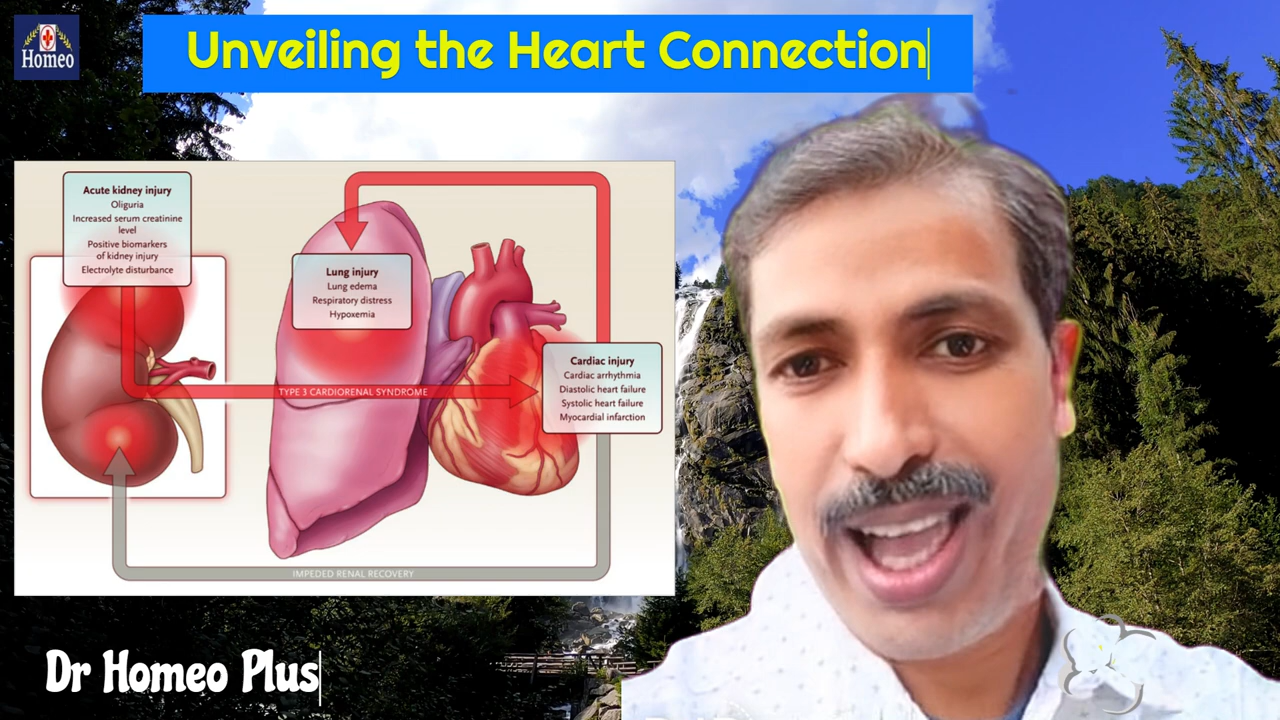 Homeo
Unveiling the Heart Connection
Acute kidney injury
Oliguria
Increased serum creatinine
level
Positive biomarkers
of kidney injury
Electrolyte disturbance
Lung injury
Lung edema
Respiratory distress
Hypoxemia
Cardiac injury
Cardiac arrhythmia
Diastolic heart failure
Systolic heart failure
Myocardial infarction
TYPE 3 CARDIORENAL SYNDROME
IMPEDED RENAL RECOVERY
Dr Homeo Plus